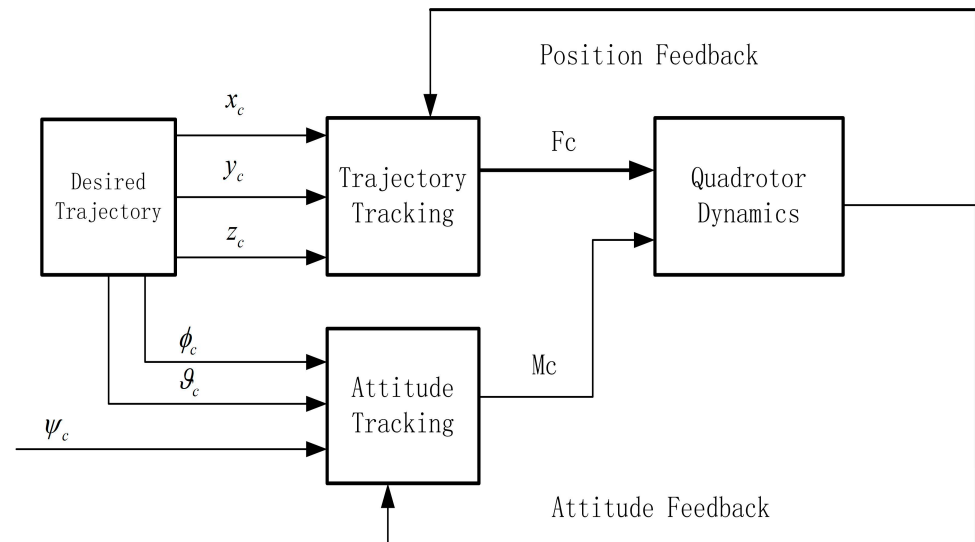 Position Feedback
x_c
Fc
Desired
Trajectory
y_c
Trajectory
Tracking
Quadrotor
Dynamics
z_c
ϕ_c
ϑ_c
Mc
Attitude
Tracking
ψ_c
Attitude Feedback